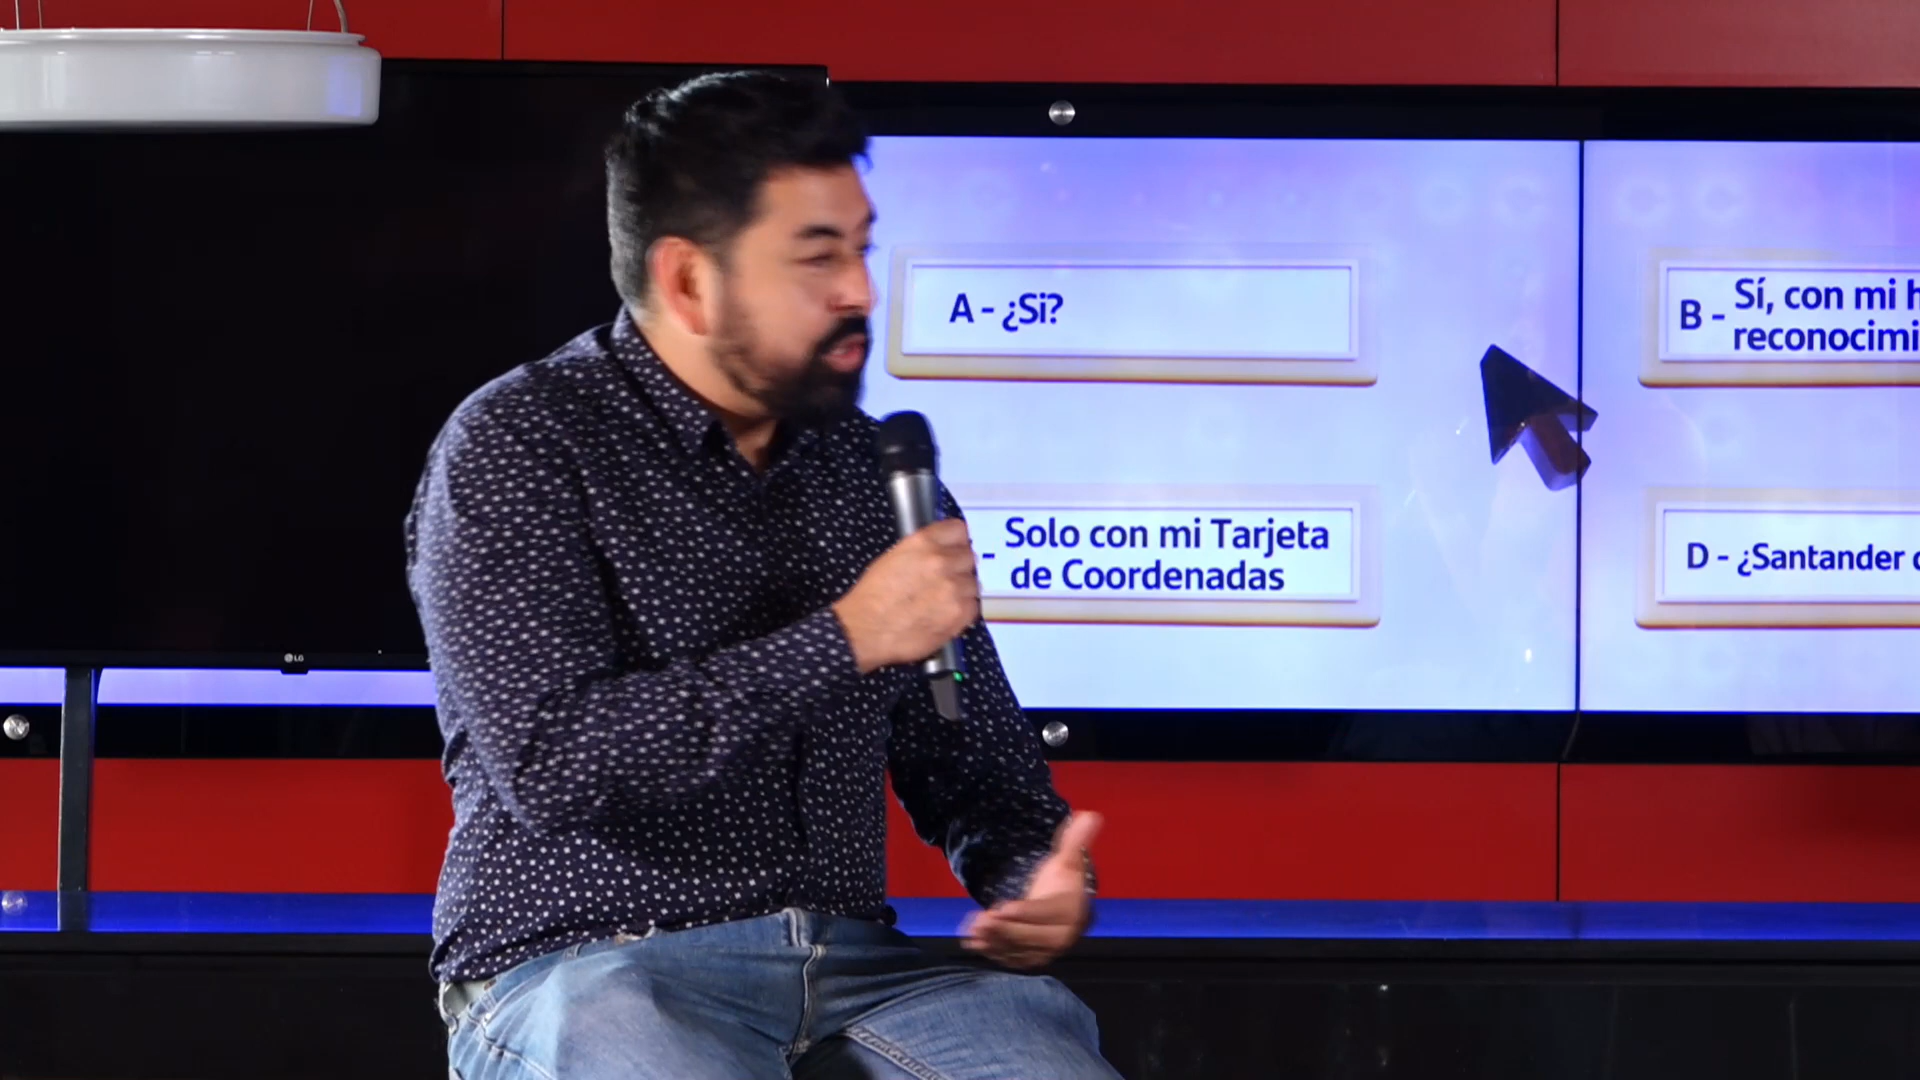 A - ¿Si?
B - Sí, con mi
reconocimi
- Solo con mi Tarjeta
de Coordenadas
D - ¿Santander
LG